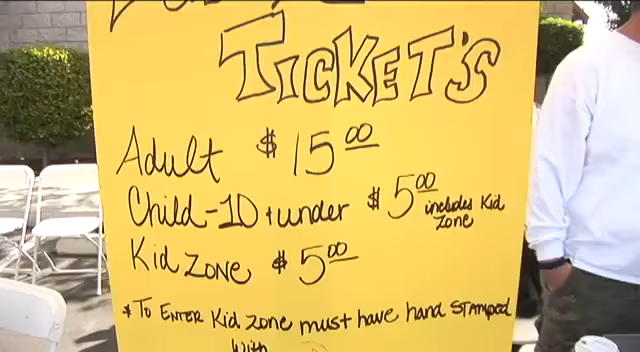 TICKET'S
Adult $ 15.00
Child-10 + under $ 5.00 includes Kid Zone
Kid ZONE $ 5.00
* To ENTER Kid Zone must have hand STAMPED
With